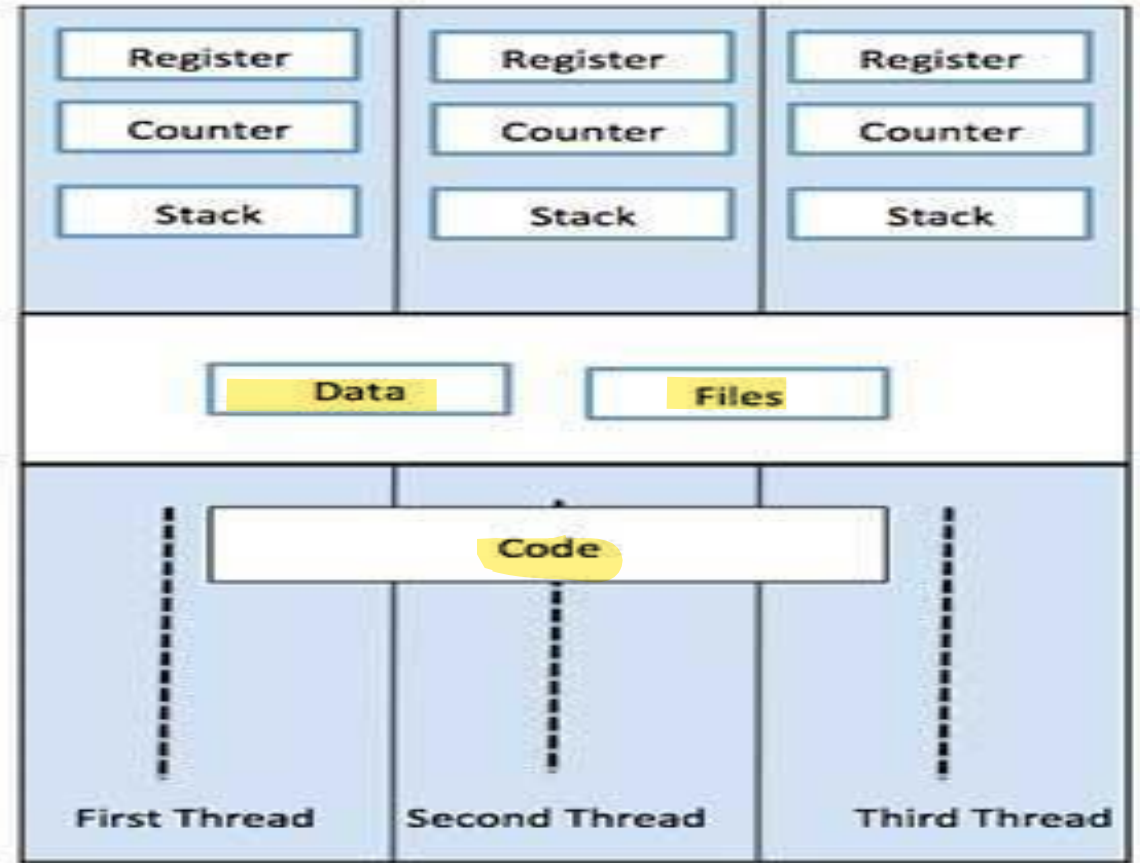 Register Register Register
Counter Counter Counter
Stack Stack Stack
Data Files
Code
First Thread Second Thread Third Thread